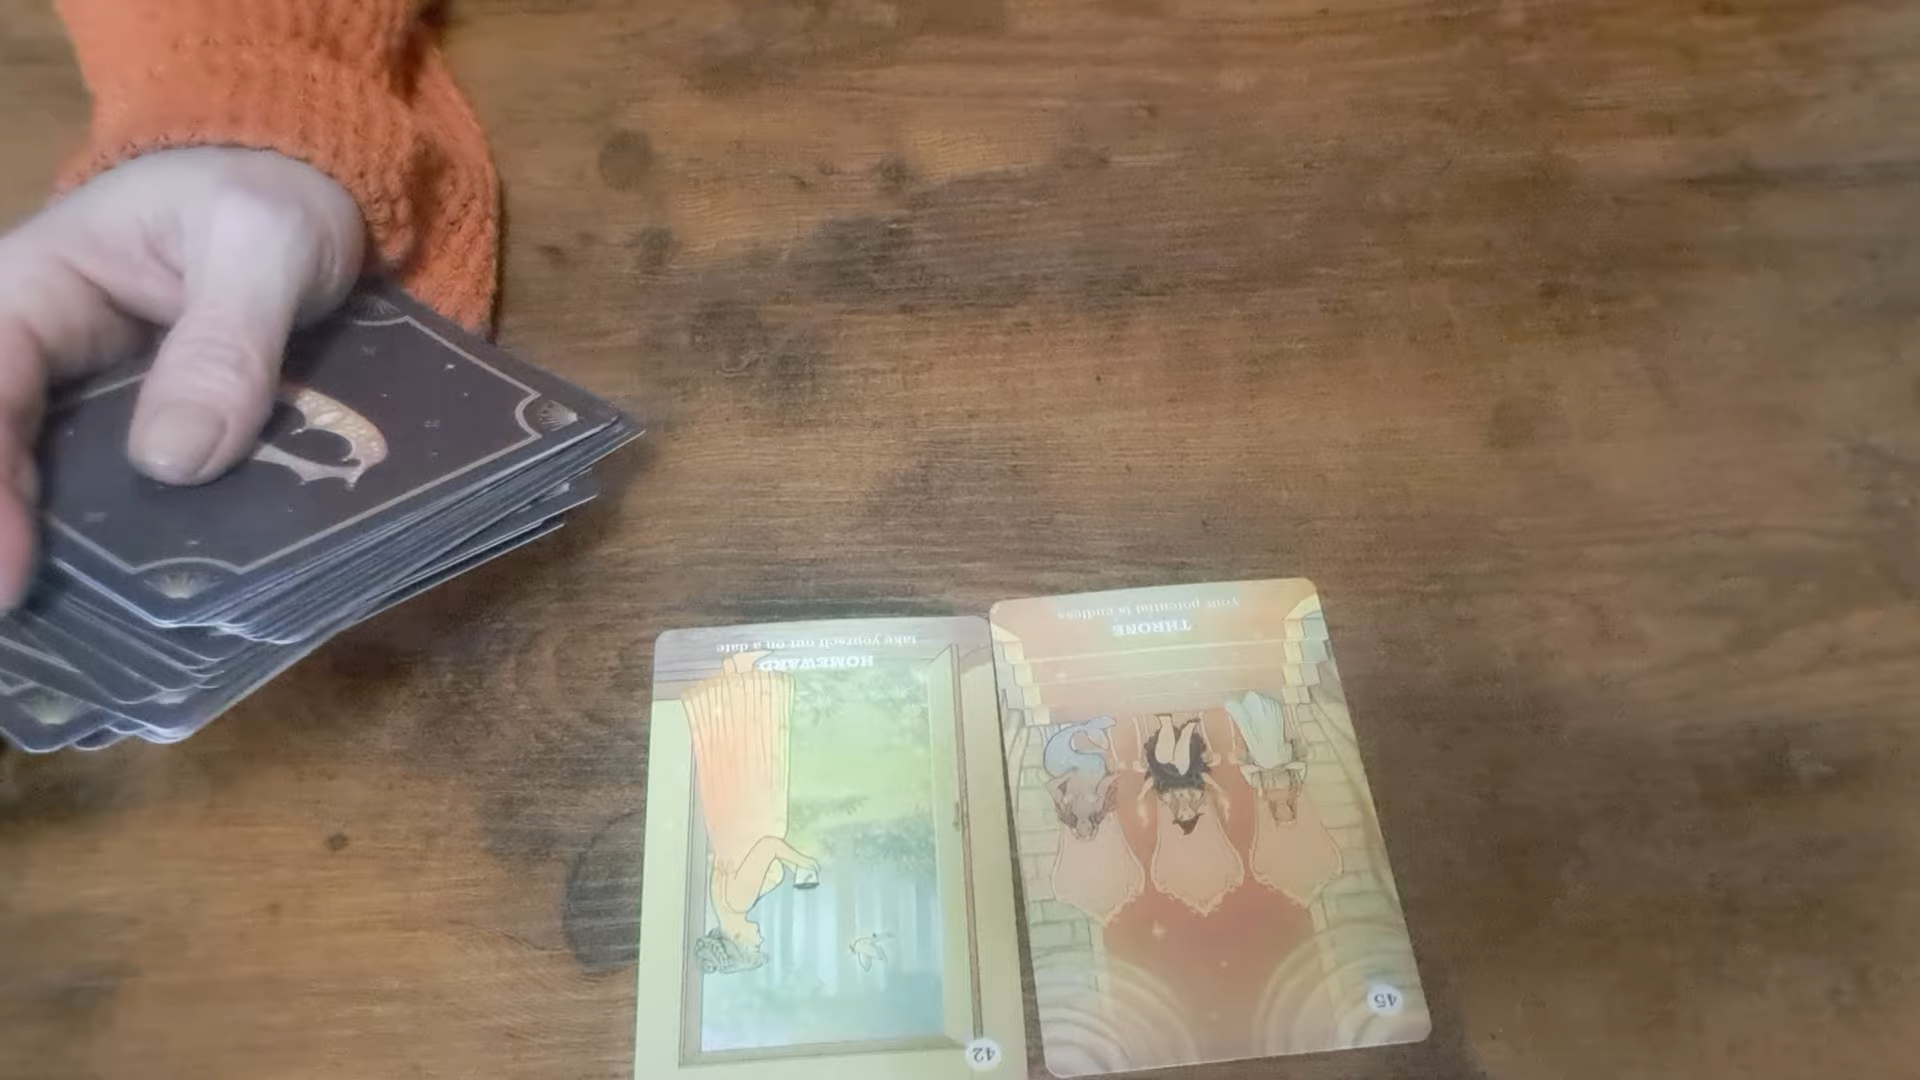 take yourself out on a date
HOMEWARD
42
your potential is endless
THRONE
45